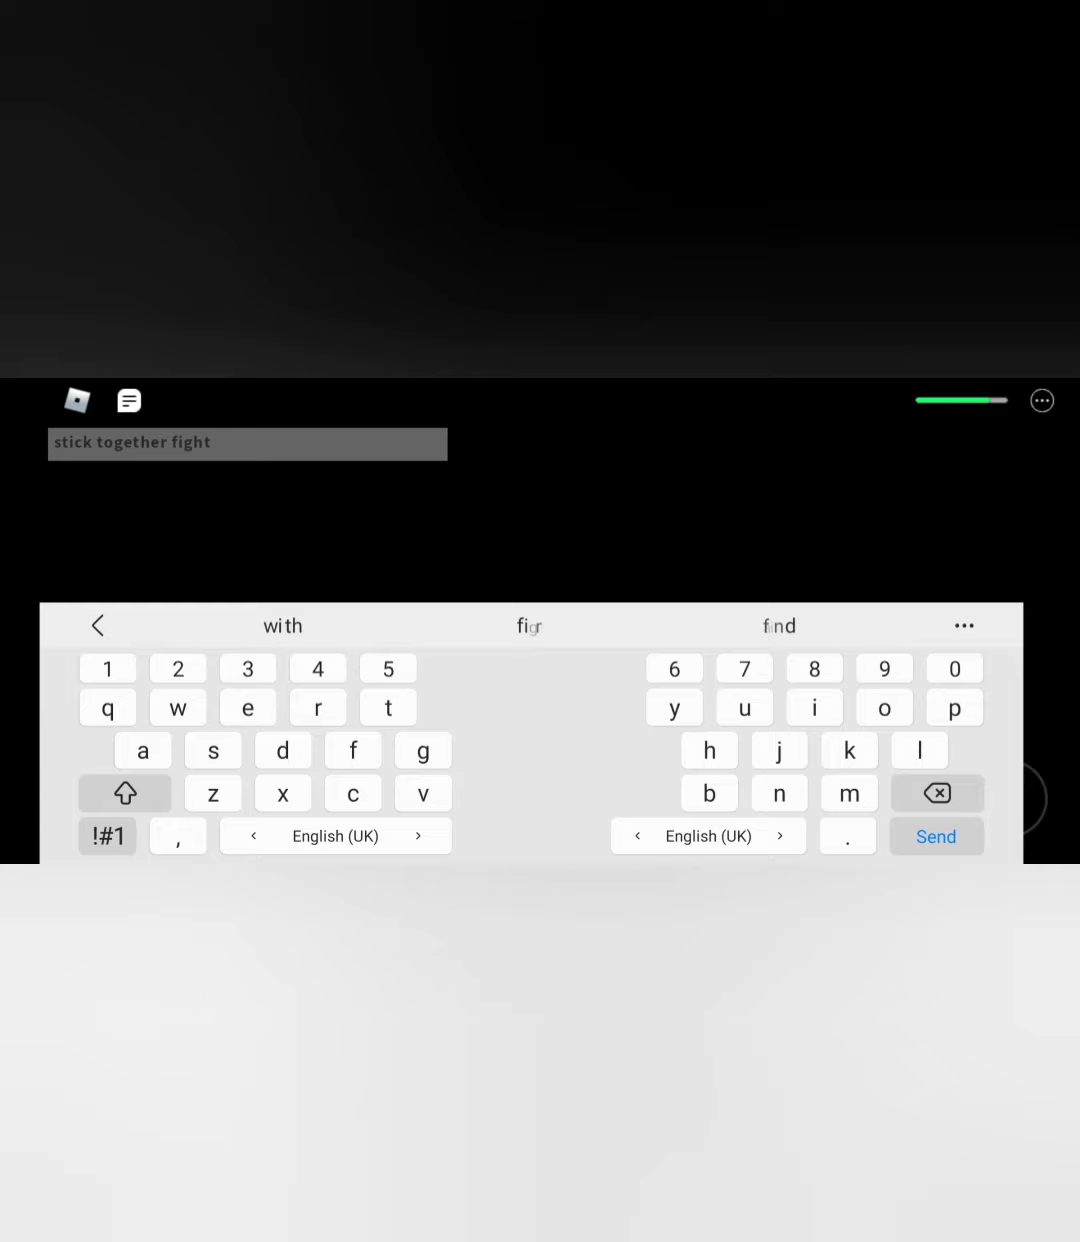 stick together fight
with find
1 2 3 4 5 6 7 8 9 0
q w e r t y u i o p
a s d f g h j k l
z x c v b n m
!#1 , < English (UK) > < English (UK) > . Send